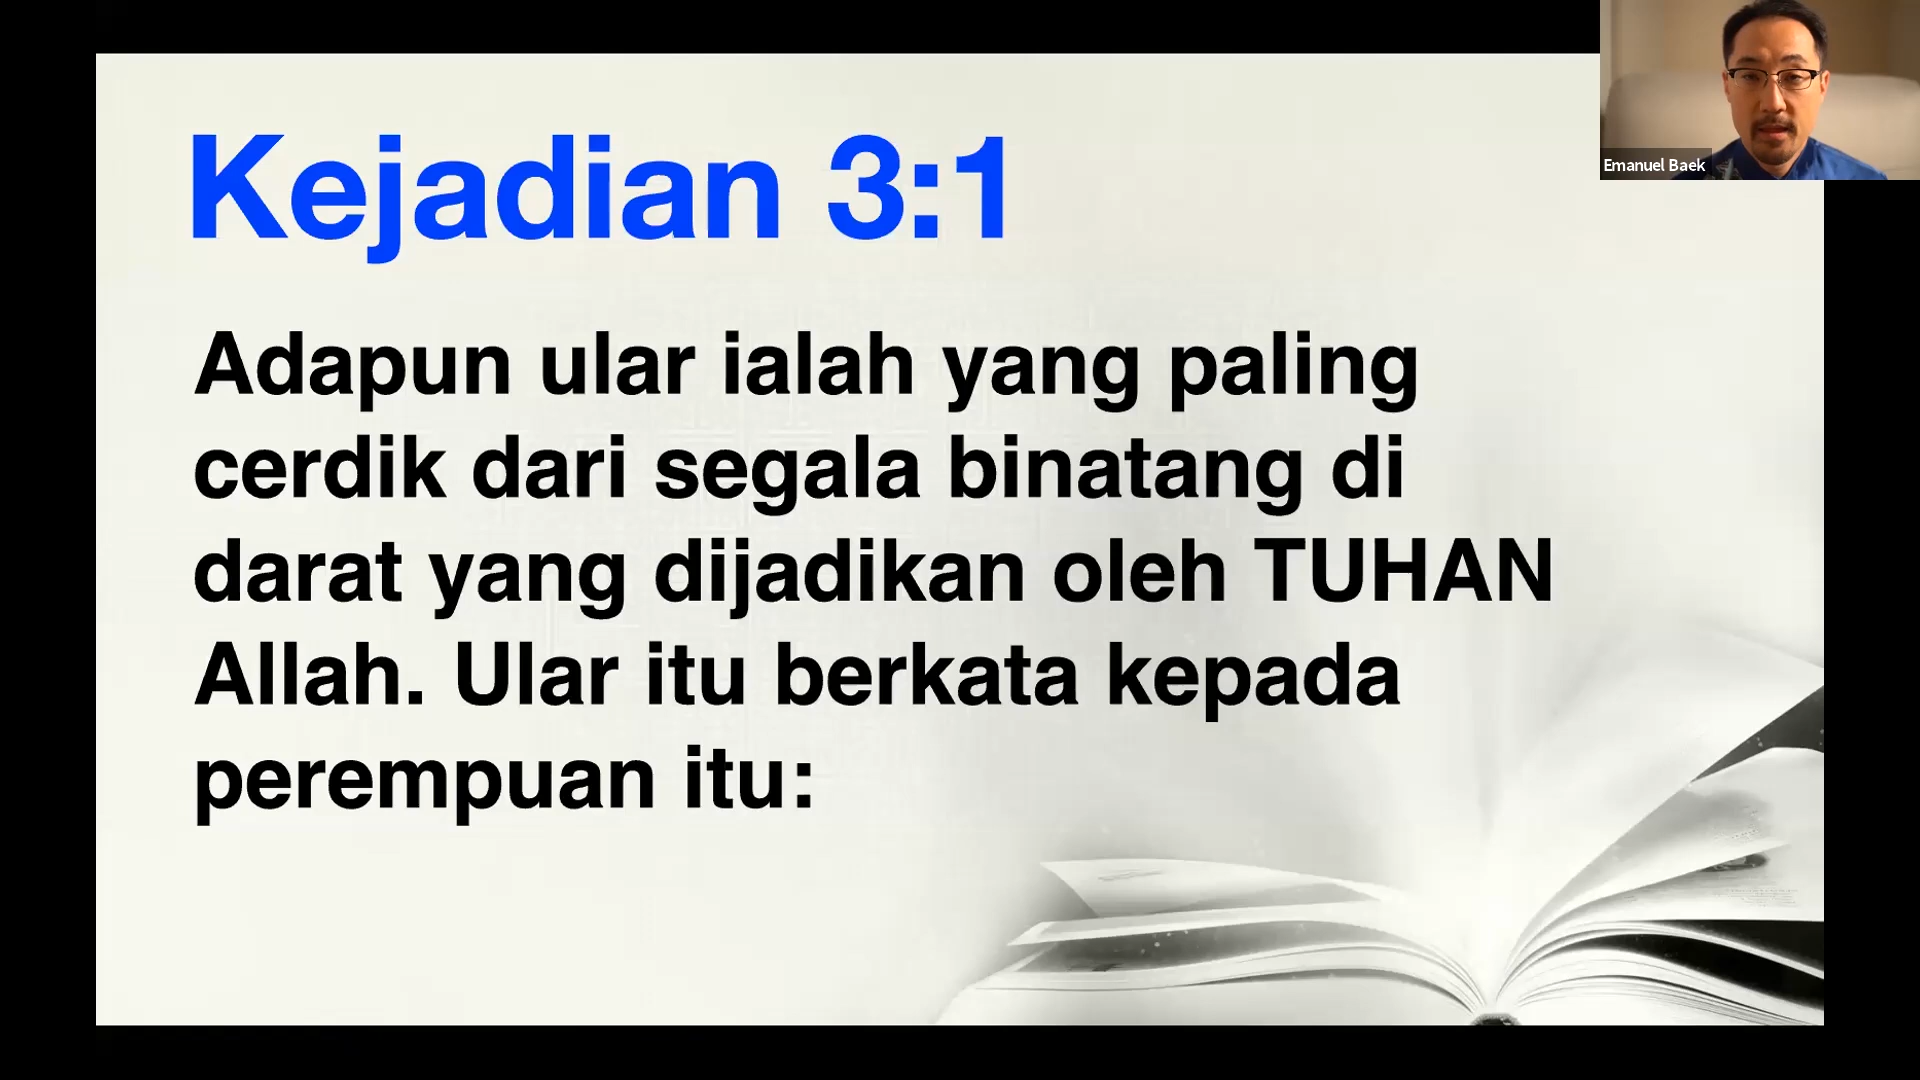 Kejadian 3:1
Adapun ular ialah yang paling
cerdik dari segala binatang di
darat yang dijadikan oleh TUHAN
Allah. Ular itu berkata kepada
perempuan itu:
Emanuel Baek